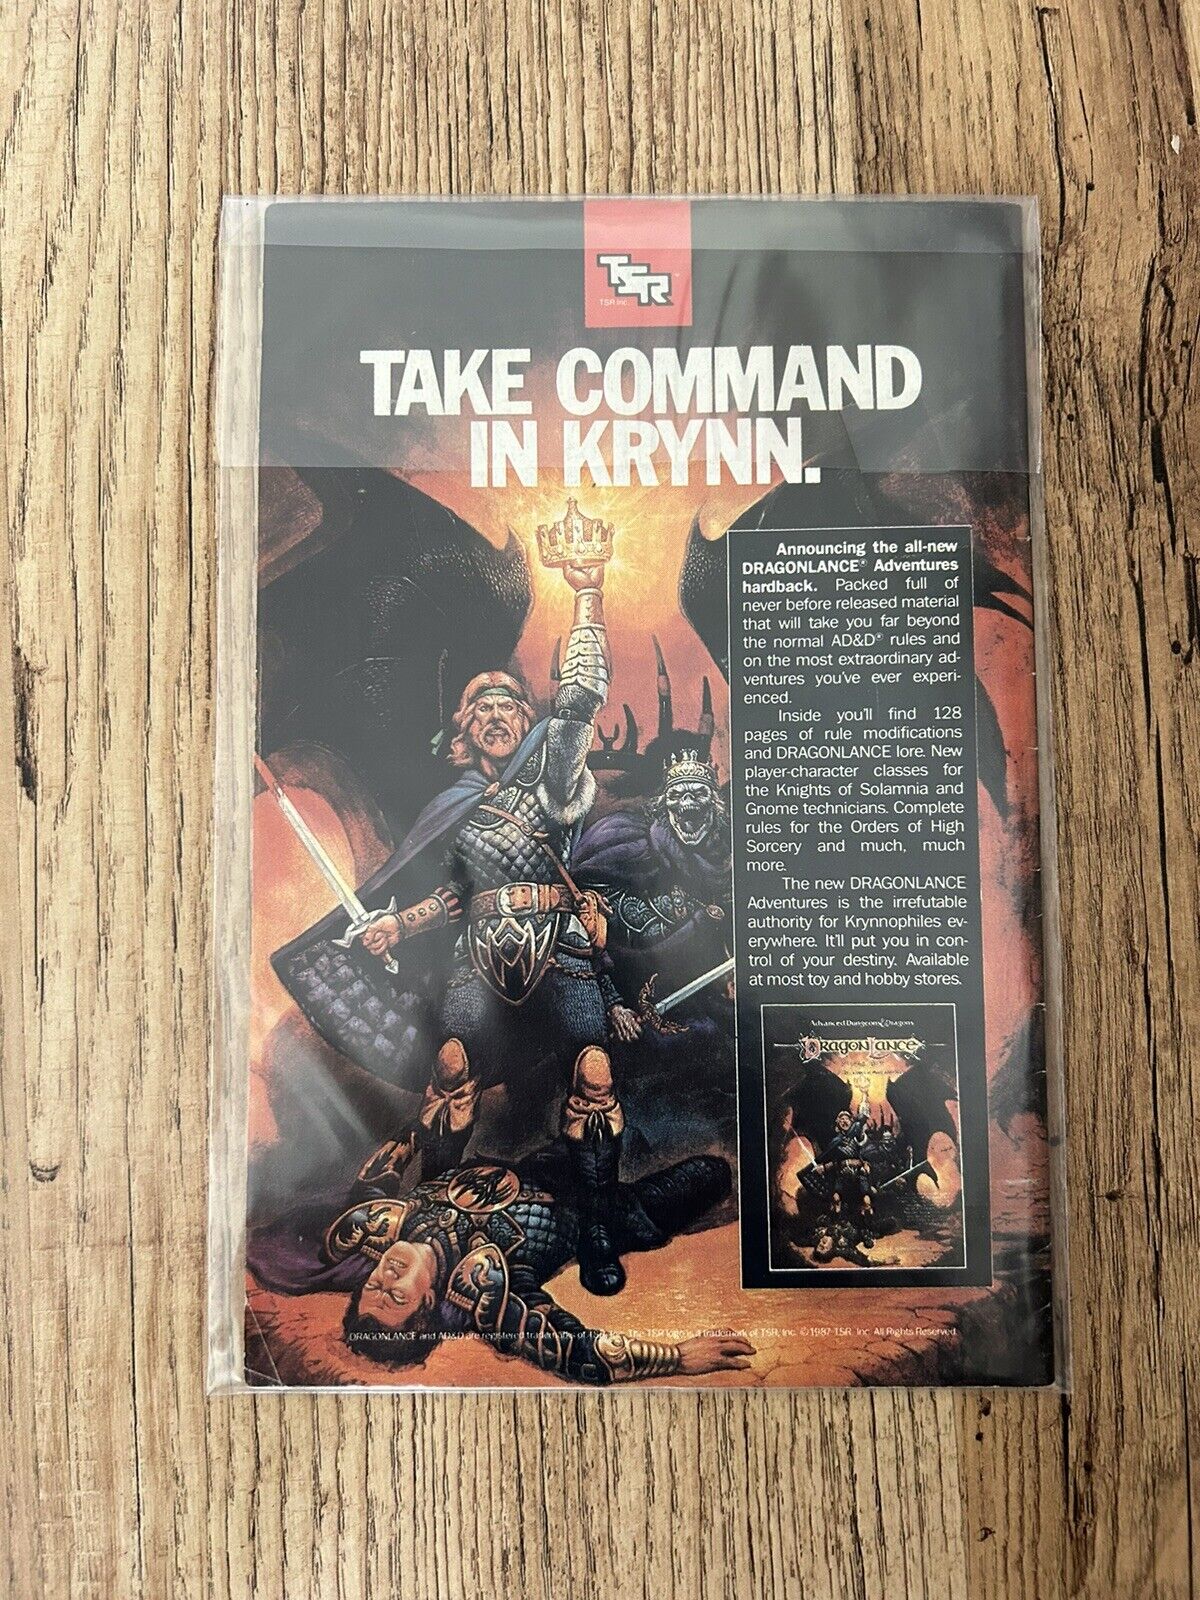 TSR™
TSR Inc.
TAKE COMMAND
IN KRYNN.
Announcing the all-new
DRAGONLANCE® Adventures
hardback. Packed full of
never before released material
that will take you far beyond
the normal AD&D® rules and
on the most extraordinary ad-
ventures you've ever experi-
enced.
Inside you'll find 128
pages of rule modifications
and DRAGONLANCE lore. New
player-character classes for
the Knights of Solamnia and
Gnome technicians. Complete
rules for the Orders of High
Sorcery and much, much
more.
The new DRAGONLANCE
Adventures is the irrefutable
authority for Krynnophiles ev-
erywhere. It'll put you in con-
trol of your destiny. Available
at most toy and hobby stores.
Advanced Dungeons & Dragons
DRAGONLANCE
DRAGONLANCE and AD&D are registered trademarks of TSR, Inc. The TSR logo is a trademark of TSR, Inc. ©1987 TSR, Inc. All Rights Reserved.